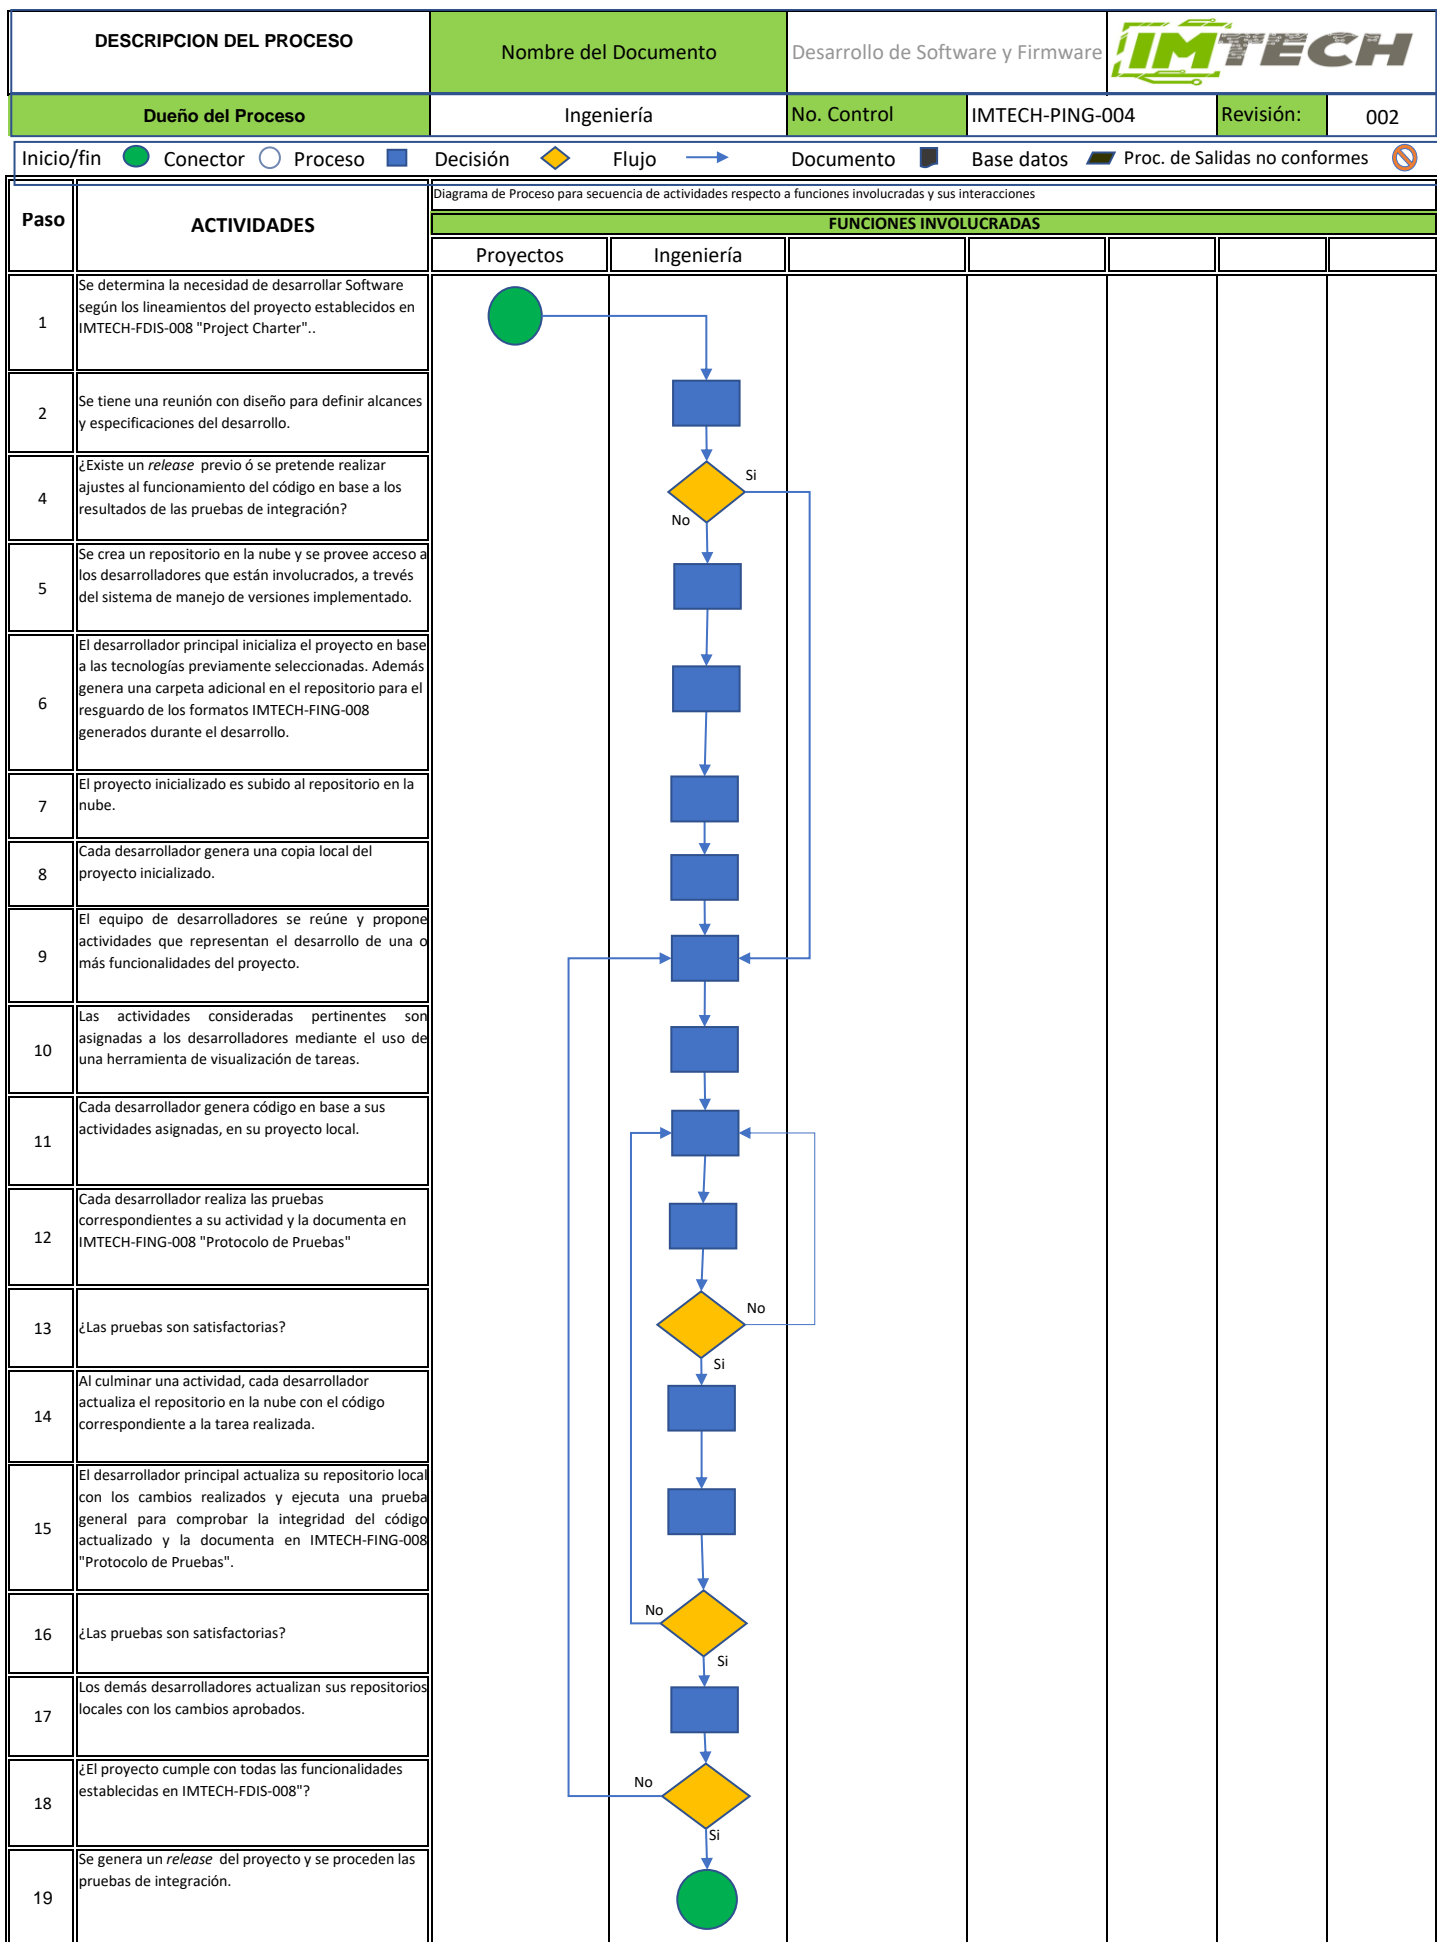 DESCRIPCION DEL PROCESO
Nombre del Documento
Desarrollo de Software y Firmware
IMTECH
Dueño del Proceso
Ingeniería
No. Control
IMTECH-PING-004
Revisión:
002
Inicio/fin
Conector
Proceso
Decisión
Flujo
Documento
Base datos
Proc. de Salidas no conformes
Paso
ACTIVIDADES
Diagrama de Proceso para secuencia de actividades respecto a funciones involucradas y sus interacciones
FUNCIONES INVOLUCRADAS
Proyectos
Ingeniería
1
Se determina la necesidad de desarrollar Software
según los lineamientos del proyecto establecidos en
IMTECH-FDIS-008 "Project Charter"..
2
Se tiene una reunión con diseño para definir alcances
y especificaciones del desarrollo.
4
¿Existe un release previo ó se pretende realizar
ajustes al funcionamiento del código en base a los
resultados de las pruebas de integración?
Si
No
5
Se crea un repositorio en la nube y se provee acceso a
los desarrolladores que están involucrados, a trevés
del sistema de manejo de versiones implementado.
6
El desarrollador principal inicializa el proyecto en base
a las tecnologías previamente seleccionadas. Además
genera una carpeta adicional en el repositorio para el
resguardo de los formatos IMTECH-FING-008
generados durante el desarrollo.
7
El proyecto inicializado es subido al repositorio en la
nube.
8
Cada desarrollador genera una copia local del
proyecto inicializado.
9
El equipo de desarrolladores se reúne y propone
actividades que representan el desarrollo de una o
más funcionalidades del proyecto.
10
Las actividades consideradas pertinentes son
asignadas a los desarrolladores mediante el uso de
una herramienta de visualización de tareas.
11
Cada desarrollador genera código en base a sus
actividades asignadas, en su proyecto local.
12
Cada desarrollador realiza las pruebas
correspondientes a su actividad y la documenta en
IMTECH-FING-008 "Protocolo de Pruebas"
13
¿Las pruebas son satisfactorias?
No
Si
14
Al culminar una actividad, cada desarrollador
actualiza el repositorio en la nube con el código
correspondiente a la tarea realizada.
15
El desarrollador principal actualiza su repositorio local
con los cambios realizados y ejecuta una prueba
general para comprobar la integridad del código
actualizado y la documenta en IMTECH-FING-008
"Protocolo de Pruebas".
16
¿Las pruebas son satisfactorias?
No
Si
17
Los demás desarrolladores actualizan sus repositorios
locales con los cambios aprobados.
18
¿El proyecto cumple con todas las funcionalidades
establecidas en IMTECH-FDIS-008"?
No
Si
19
Se genera un release del proyecto y se proceden las
pruebas de integración.